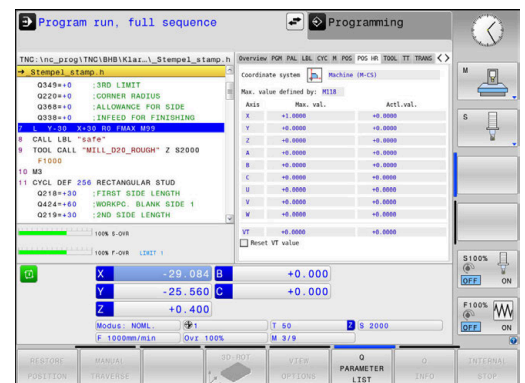 Program run, full sequence
Programming
TNC:\nc_prog\TNC\BHB\Klar…\_Stempel_stamp.h
→_Stempel_stamp.h
Q349=+0 ;3RD LIMIT
Q220=+0 ;CORNER RADIUS
Q368=+0 ;ALLOWANCE FOR SIDE
Q338=+0 ;INFEED FOR FINISHING
7 L Y-30 X+30 R0 FMAX M99
8 CALL LBL "safe"
9 TOOL CALL "MILL_D20_ROUGH" Z S2000
F1000
10 M3
11 CYCL DEF 256 RECTANGULAR STUD
Q218=+30 ;FIRST SIDE LENGTH
Q424=+60 ;WORKPC. BLANK SIDE 1
Q219=+30 ;2ND SIDE LENGTH
100% S-OVR
100% F-OVR LIMIT 1
Overview PGM PAL LBL CYC M POS POS HR TOOL TT TRANS
Coordinate system Machine (M-CS)
Max. value defined by: M118
Axis Max. val. Actl.val.
X +1.0000 +0.0000
Y +0.0000 +0.0000
Z +0.0000 +0.0000
A +0.0000 +0.0000
B +0.0000 +0.0000
C +0.0000 +0.0000
U +0.0000 +0.0000
V +0.0000 +0.0000
W +0.0000 +0.0000
VT +0.0000 +0.0000
Reset VT value
X -29.084 B +0.000
Y -25.560 C +0.000
Z +0.400
Modus: NOML. 1 T 50 Z S 2000
F 1000mm/min Ovr 100% M 3/9
M
S
S100%
OFF ON
F100%
OFF ON
RESTORE POSITION
MANUAL TRAVERSE
3D ROT
VIEW OPTIONS
Q PARAMETER LIST
Q INFO
INTERNAL STOP